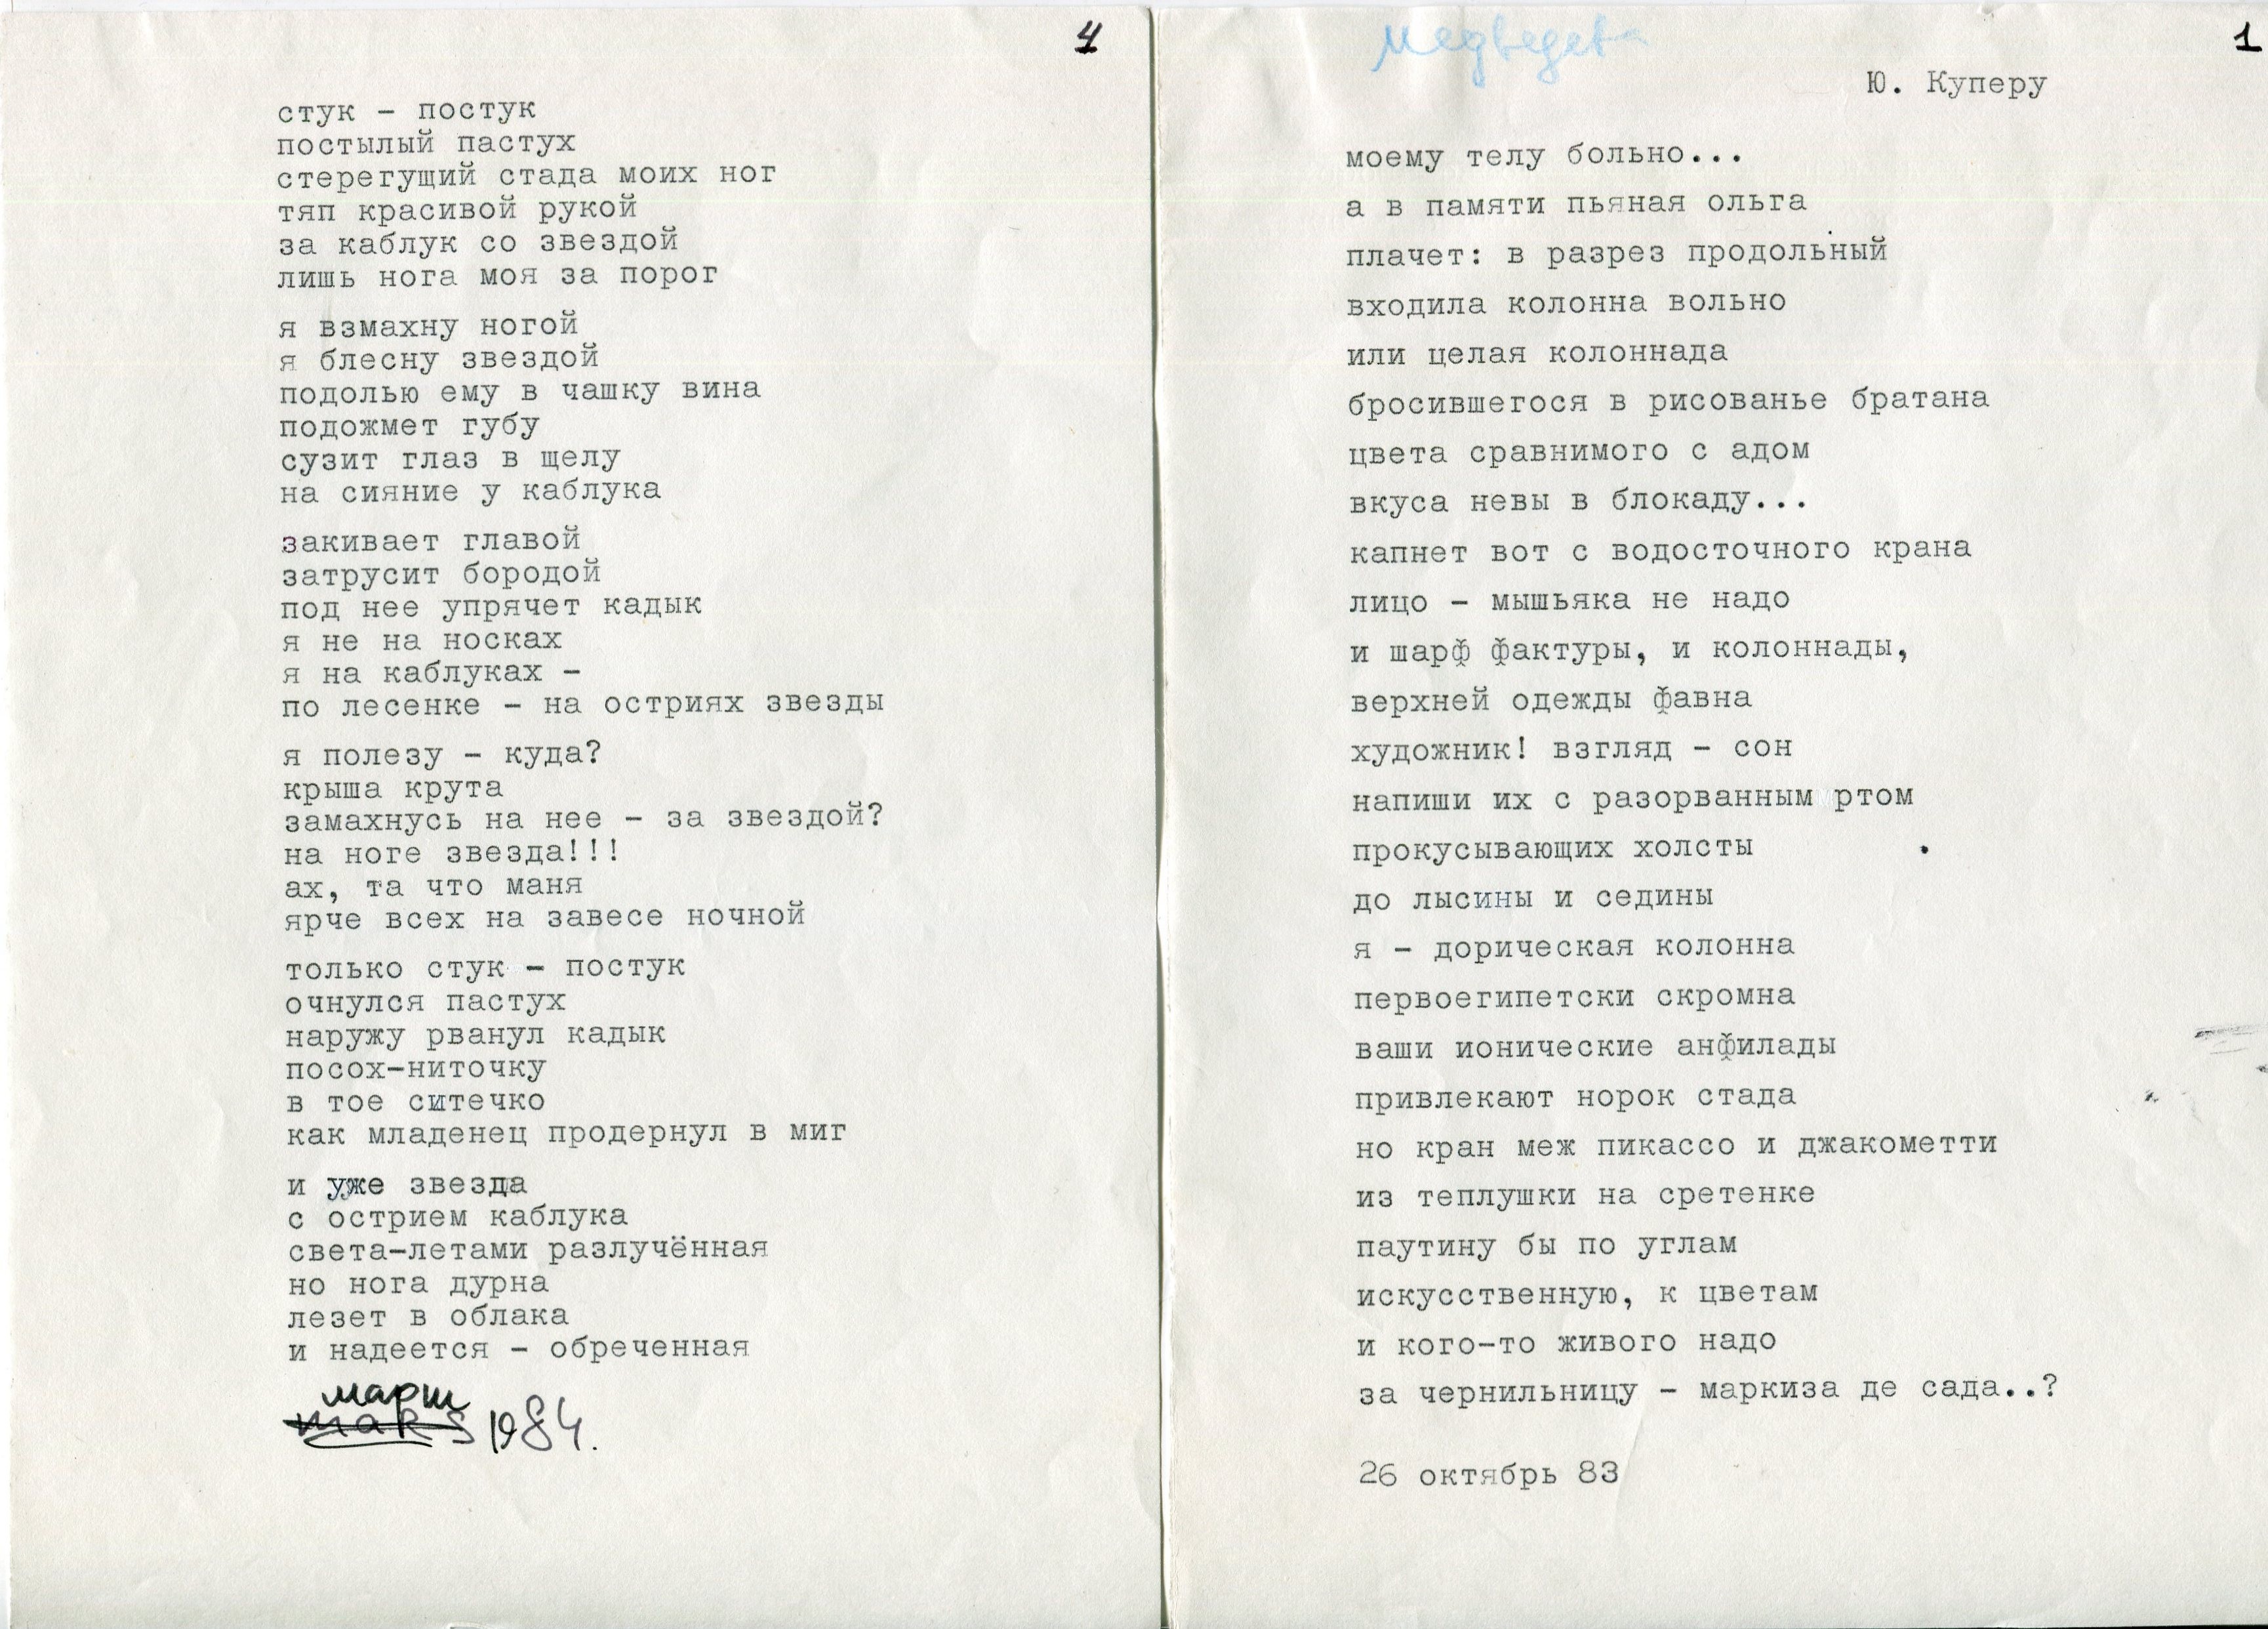 4
стук - постук
постылый пастух
стерегущий стада моих ног
тяп красивой рукой
за каблук со звездой
лишь нога моя за порог
я взмахну ногой
я блесну звездой
подолью ему в чашку вина
подожмет губу
сузит глаз в щелу
на сияние у каблука
закивает главой
затрусит бородой
под нее упрячет кадык
я не на носках
я на каблуках -
по лесенке - на остриях звезды
я полезу - куда?
крыша крута
замахнусь на нее - за звездой?
на ноге звезда!!!
ах, та что маня
ярче всех на завесе ночной
только стук - постук
очнулся пастух
наружу рванул кадык
посох-ниточку
в тое ситечко
как младенец продернул в миг
и уже звезда
с острием каблука
света-летами разлучённая
но нога дурна
лезет в облака
и надеется - обреченная
март
1984.
Медведева
1
Ю. Куперу
моему телу больно...
а в памяти пьяная ольга
плачет: в разрез продольный
входила колонна вольно
или целая колоннада
бросившегося в рисованье братана
цвета сравнимого с адом
вкуса невы в блокаду...
капнет вот с водосточного крана
лицо - мышьяка не надо
и шарф фактуры, и колоннады,
верхней одежды фавна
художник! взгляд - сон
напиши их с разорванным ртом
прокусывающих холсты
до лысины и седины
я - дорическая колонна
первоегипетски скромна
ваши ионические анфилады
привлекают норок стада
но кран меж пикассо и джакометти
из теплушки на сретенке
паутину бы по углам
искусственную, к цветам
и кого-то живого надо
за чернильницу - маркиза де сада..?
26 октябрь 83